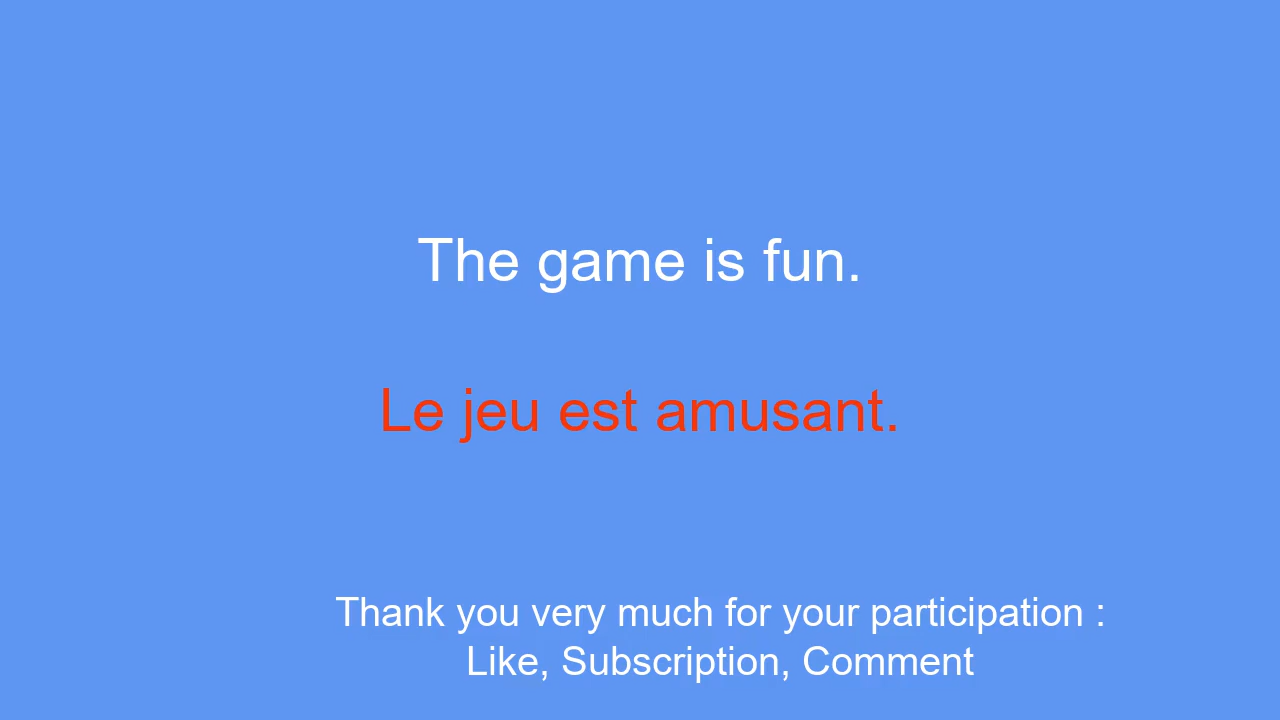 The game is fun.
Le jeu est amusant.
Thank you very much for your participation :
Like, Subscription, Comment